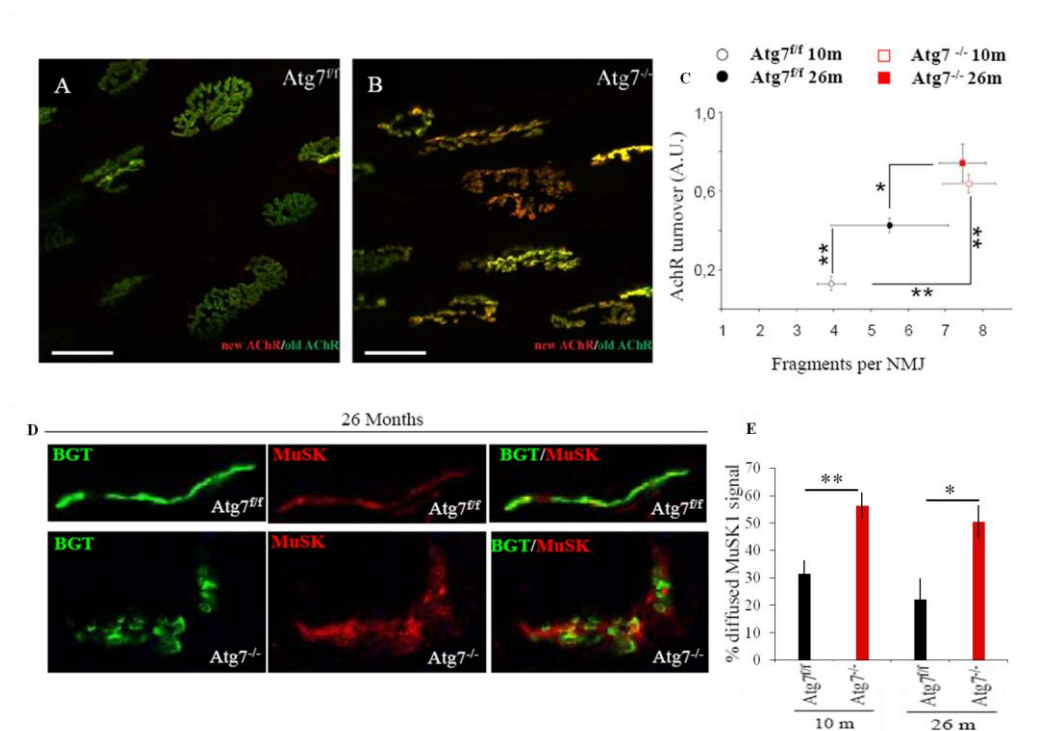 A
Atg7f/f
new AChR/old AChR
B
Atg7-/-
new AChR/old AChR
Atg7f/f 10m
Atg7 -/- 10m
Atg7f/f 26m
Atg7-/- 26m
C
AchR turnover (A.U.)
1,0
0,6
0,2
*
**
**
**
1 2 3 4 5 6 7 8
Fragments per NMJ
D
26 Months
BGT
Atg7f/f
MuSK
Atg7f/f
BGT/MuSK
Atg7f/f
BGT
Atg7-/-
MuSK
Atg7-/-
BGT/MuSK
Atg7-/-
E
% diffused MuSK1 signal
70
60
50
40
30
20
10
0
**
*
Atg7f/f
Atg7-/-
Atg7f/f
Atg7-/-
10 m
26 m